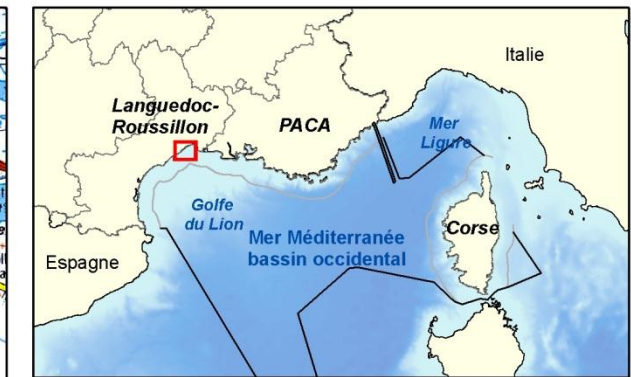 Italie
Languedoc-
Roussillon
PACA
Mer
Ligure
Golfe
du Lion
Mer Méditerranée
bassin occidental
Corse
Espagne